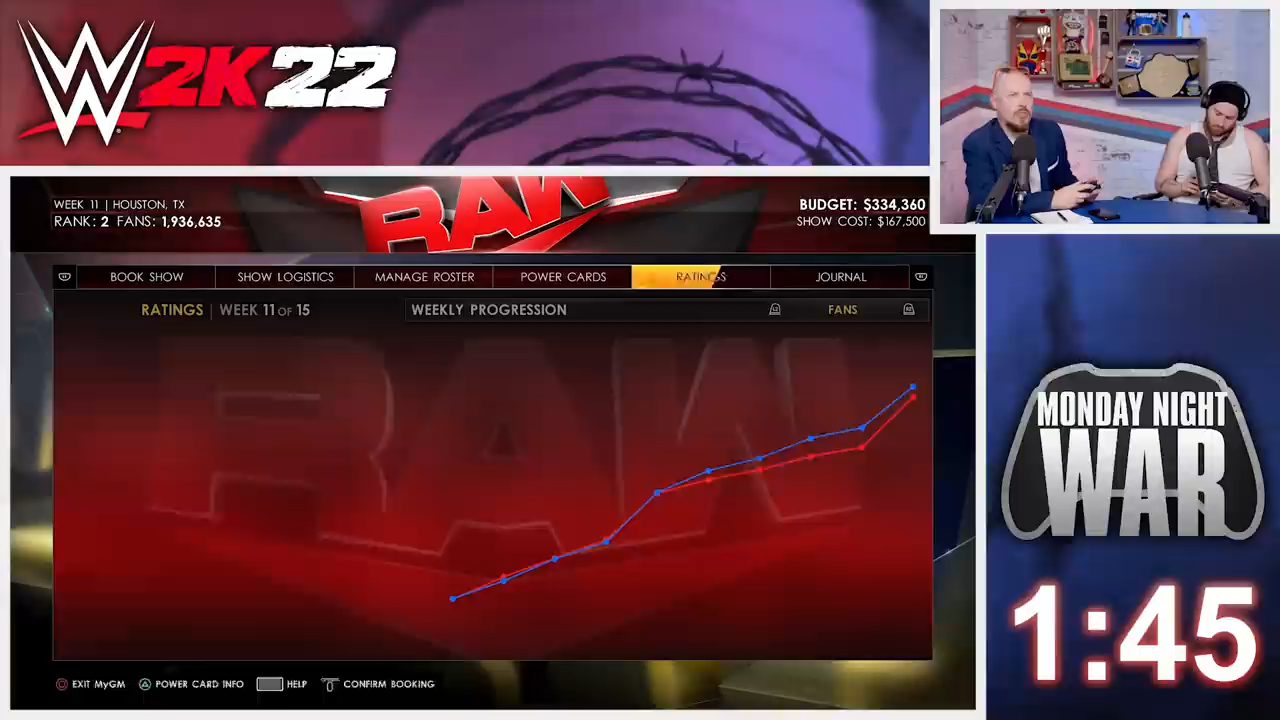 W 2K22
WEEK 11 | HOUSTON, TX
RANK: 2 FANS: 1,936,635
RAW
BUDGET: $334,360
SHOW COST: $167,500
BOOK SHOW
SHOW LOGISTICS
MANAGE ROSTER
POWER CARDS
RATINGS
JOURNAL
RATINGS | WEEK 11 OF 15
WEEKLY PROGRESSION
FANS
RAW
EXIT MyGM
POWER CARD INFO
HELP
CONFIRM BOOKING
MONDAY NIGHT
WAR
1:45